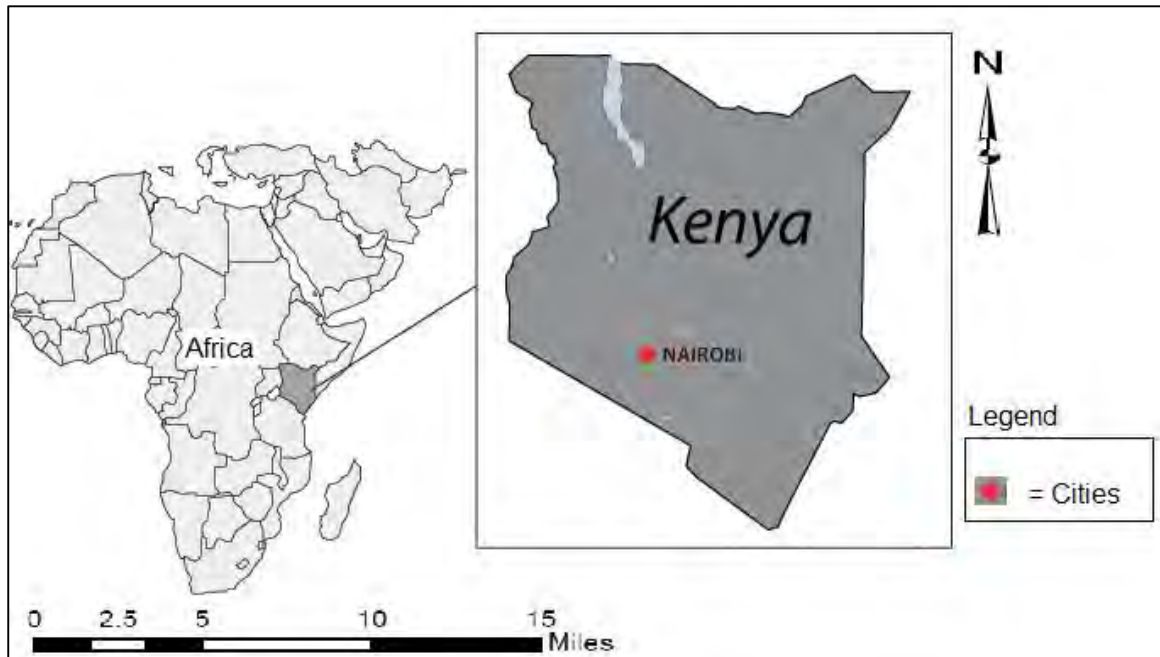 N
Kenya
Africa
NAIROBI
Legend
= Cities
0 2.5 5 10 15
Miles